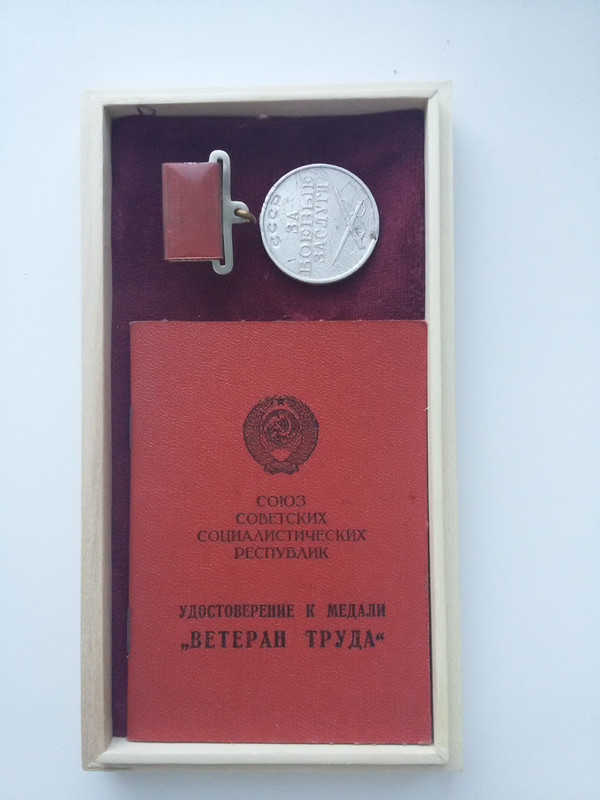 СССР
ЗА
БОЕВЫЕ
ЗАСЛУГИ
СОЮЗ
СОВЕТСКИХ
СОЦИАЛИСТИЧЕСКИХ
РЕСПУБЛИК
УДОСТОВЕРЕНИЕ К МЕДАЛИ
„ВЕТЕРАН ТРУДА“